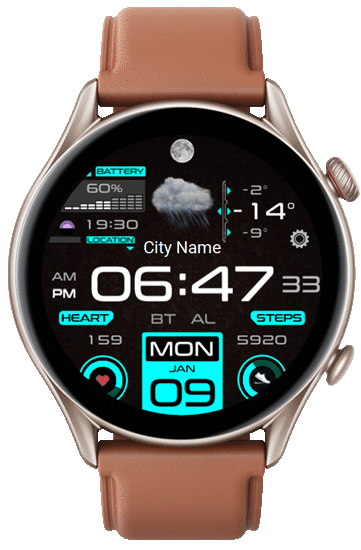 BATTERY
60%
19:30
LOCATION
-2°
-14°
-9°
City Name
AM
PM
06:47 33
HEART
BT AL
STEPS
159
5920
MON
JAN
09